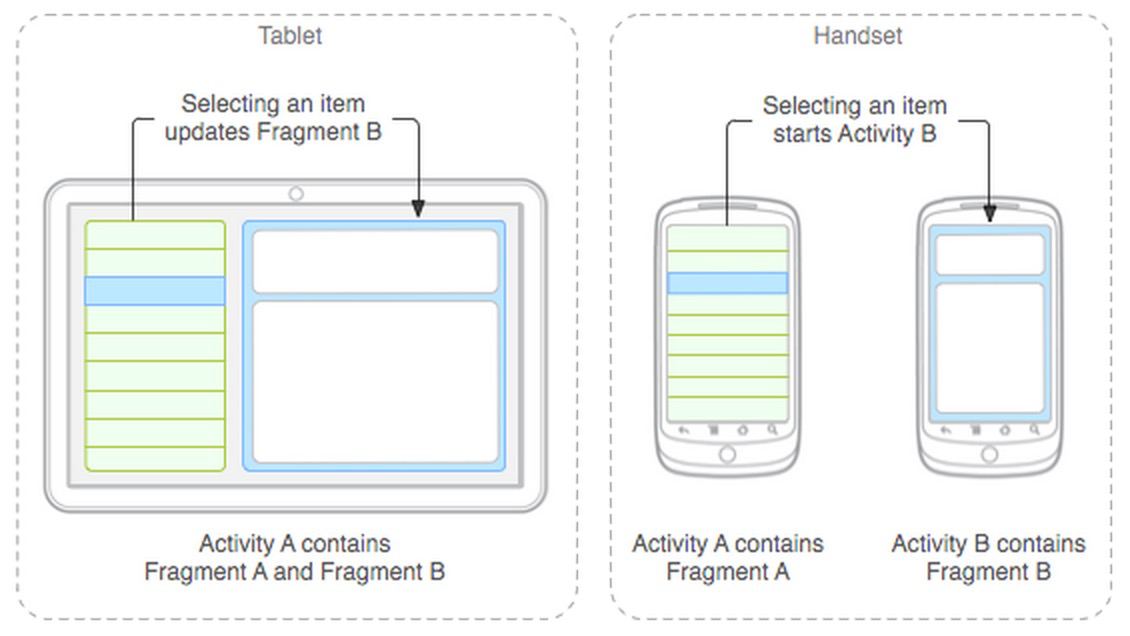 Tablet
Selecting an item
updates Fragment B
Activity A contains
Fragment A and Fragment B
Handset
Selecting an item
starts Activity B
Activity A contains
Fragment A
Activity B contains
Fragment B